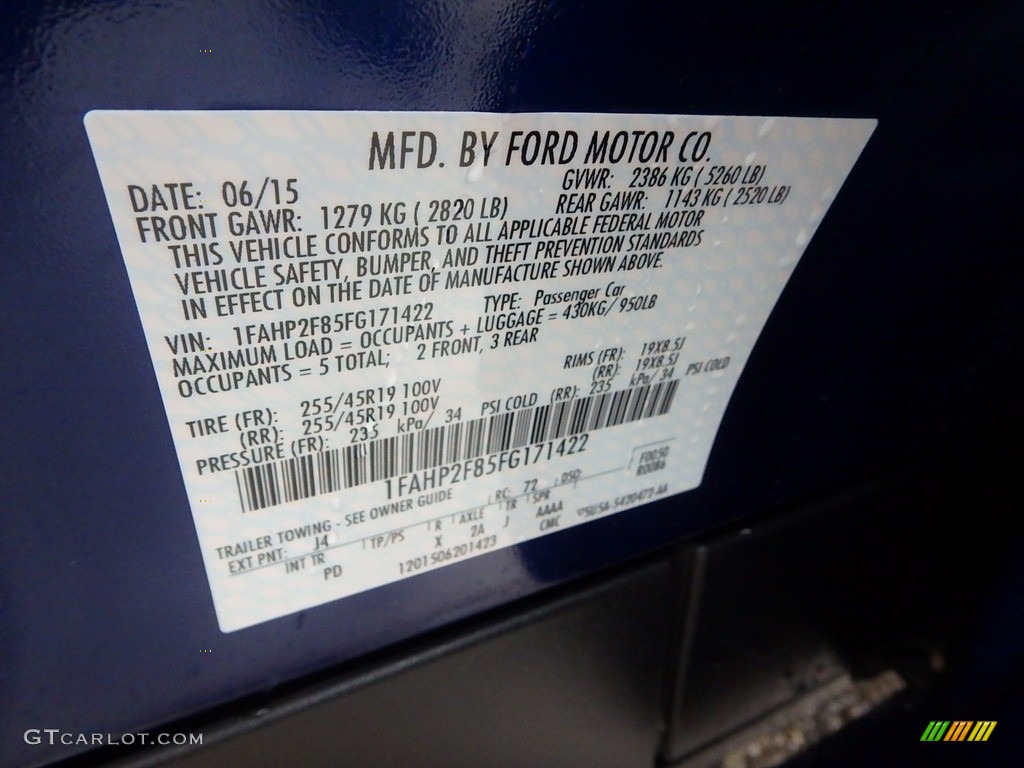 MFD. BY FORD MOTOR CO.
DATE: 06/15 GVWR: 2386 KG ( 5260 LB)
FRONT GAWR: 1279 KG ( 2820 LB) REAR GAWR: 1143 KG ( 2520 LB)
THIS VEHICLE CONFORMS TO ALL APPLICABLE FEDERAL MOTOR
VEHICLE SAFETY, BUMPER, AND THEFT PREVENTION STANDARDS
IN EFFECT ON THE DATE OF MANUFACTURE SHOWN ABOVE.
VIN: 1FAHP2F85FG171422 TYPE: Passenger Car
MAXIMUM LOAD = OCCUPANTS + LUGGAGE = 430KG/ 950LB
OCCUPANTS = 5 TOTAL; 2 FRONT, 3 REAR
TIRE (FR): 255/45R19 100V RIMS (FR): 19X8.5J
(RR): 255/45R19 100V (RR): 19X8.5J
PRESSURE (FR): 235 kPa/ 34 PSI COLD (RR): 235 kPa/ 34 PSI COLD
1FAHP2F85FG171422
TRAILER TOWING - SEE OWNER GUIDE RC: 72 DSO: F0050
R0086
EXT PNT: J4 TP/PS R AXLE TR SPR
INT TR X 2A J AAAA
PD 1201506201423 CMC
GTCARLOT.COM